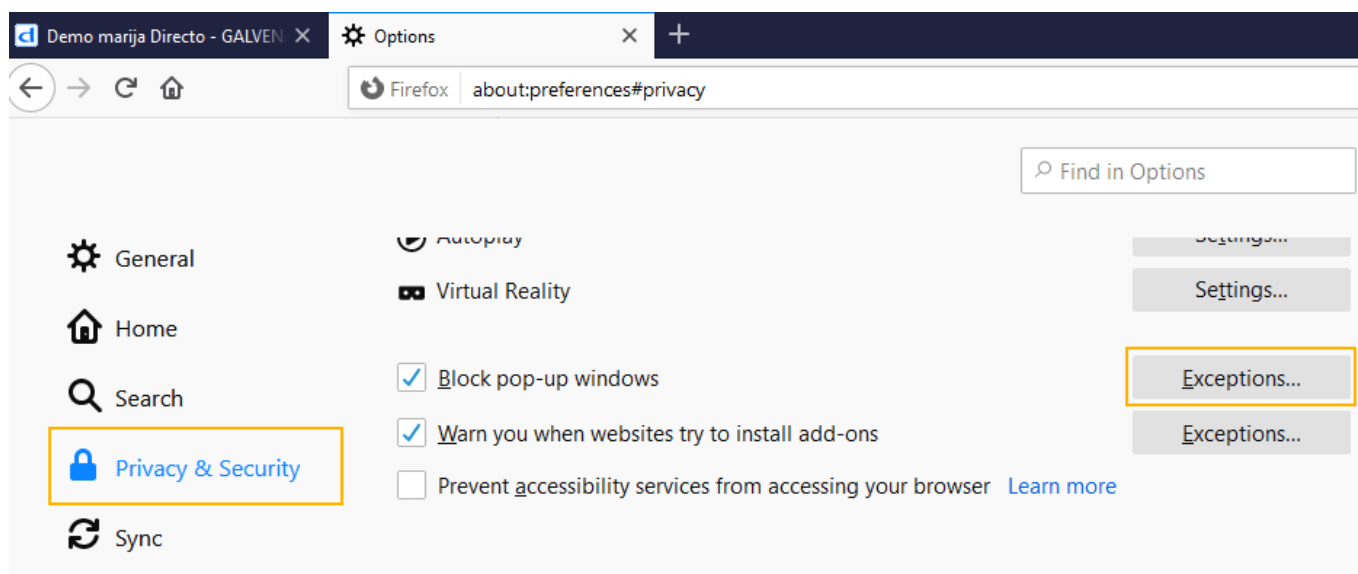 Demo marija Directo - GALVEN
Options
Firefox about:preferences#privacy
Find in Options
General
Home
Search
Privacy & Security
Sync
Autoplay Settings...
Virtual Reality Settings...
Block pop-up windows Exceptions...
Warn you when websites try to install add-ons Exceptions...
Prevent accessibility services from accessing your browser Learn more